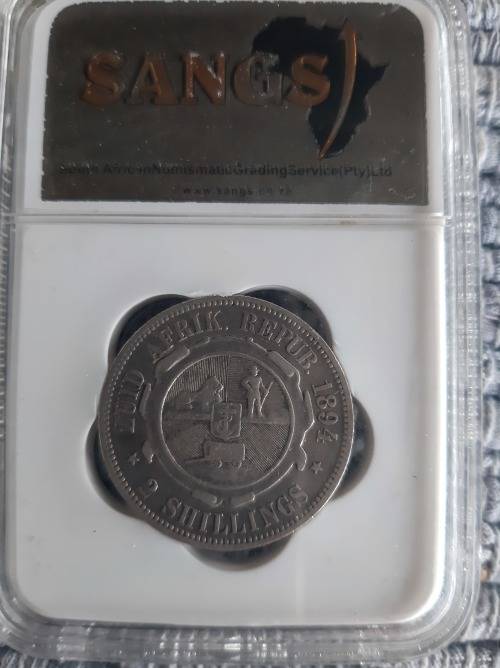 SANGS
South African Numismatic Grading Service (Pty) Ltd
www.sangs.co.za
ZUID AFRIK. REPUB. 1894
2 SHILLINGS